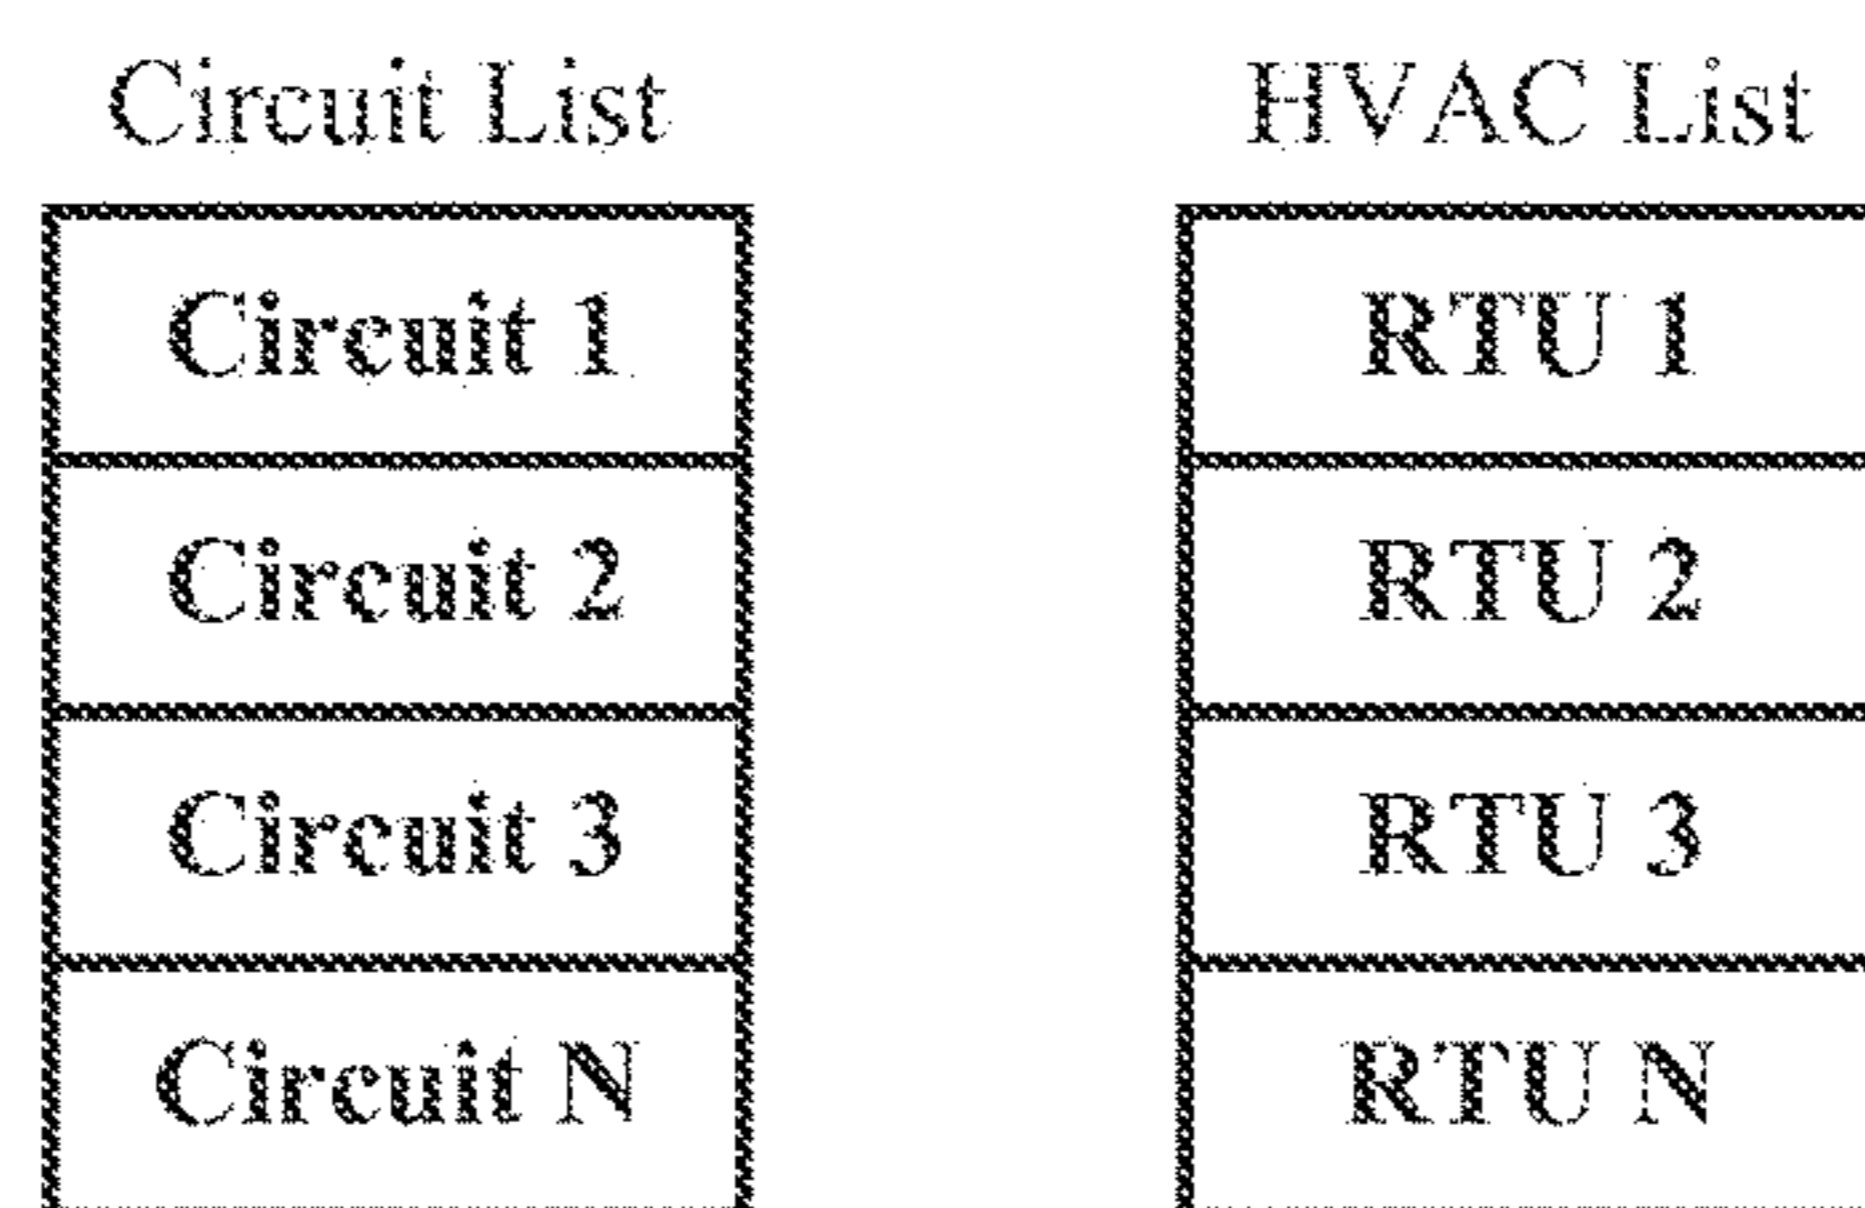 Circuit List
Circuit 1
Circuit 2
Circuit 3
Circuit N
HVAC List
RTU 1
RTU 2
RTU 3
RTU N